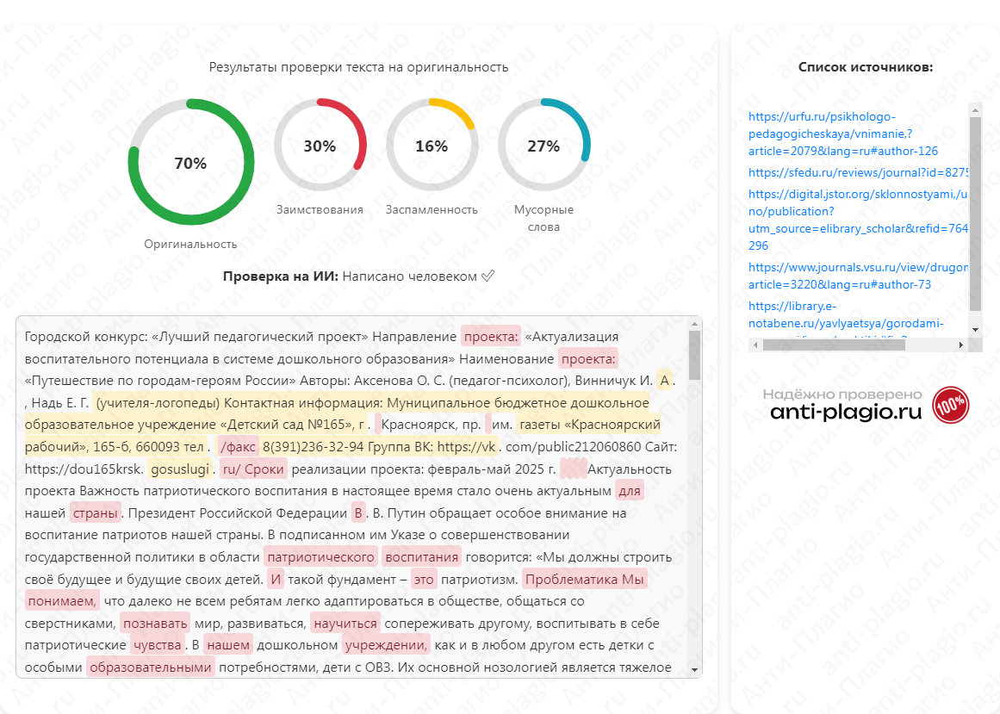 Результаты проверки текста на оригинальность
70%
30%
16%
27%
Оригинальность
Заимствования
Заспамленность
Мусорные
слова
Проверка на ИИ: Написано человеком
Городской конкурс: «Лучший педагогический проект» Направление проекта: «Актуализация
воспитательного потенциала в системе дошкольного образования» Наименование проекта:
«Путешествие по городам-героям России» Авторы: Аксенова О. С. (педагог-психолог), Винничук И. А .
, Надь Е. Г. (учителя-логопеды) Контактная информация: Муниципальное бюджетное дошкольное
образовательное учреждение «Детский сад №165», г . Красноярск, пр. им. газеты «Красноярский
рабочий», 165-б, 660093 тел . /факс 8(391)236-32-94 Группа ВК: https://vk . com/public212060860 Сайт:
https://dou165krsk. gosuslugi . ru/ Сроки реализации проекта: февраль-май 2025 г. Актуальность
проекта Важность патриотического воспитания в настоящее время стало очень актуальным для
нашей страны . Президент Российской Федерации В . В. Путин обращает особое внимание на
воспитание патриотов нашей страны. В подписанном им Указе о совершенствовании
государственной политики в области патриотического воспитания говорится: «Мы должны строить
своё будущее и будущие своих детей. И такой фундамент – это патриотизм. Проблематика Мы
понимаем, что далеко не всем ребятам легко адаптироваться в обществе, общаться со
сверстниками, познавать мир, развиваться, научиться сопереживать другому, воспитывать в себе
патриотические чувства . В нашем дошкольном учреждении, как и в любом другом есть детки с
особыми образовательными потребностями, дети с ОВЗ. Их основной нозологией является тяжелое
Список источников:
https://urfu.ru/psikhologo-
pedagogicheskaya/vnimanie,?
article=2079&lang=ru#author-126
https://sfedu.ru/reviews/journal?id=8275
https://digital.jstor.org/sklonnostyami,/u
no/publication?
utm_source=elibrary_scholar&refid=764
296
https://www.journals.vsu.ru/view/drugom
article=3220&lang=ru#author-73
https://library.e-
notabene.ru/yavlyaetsya/gorodami-
Надёжно проверено
anti-plagio.ru
100%